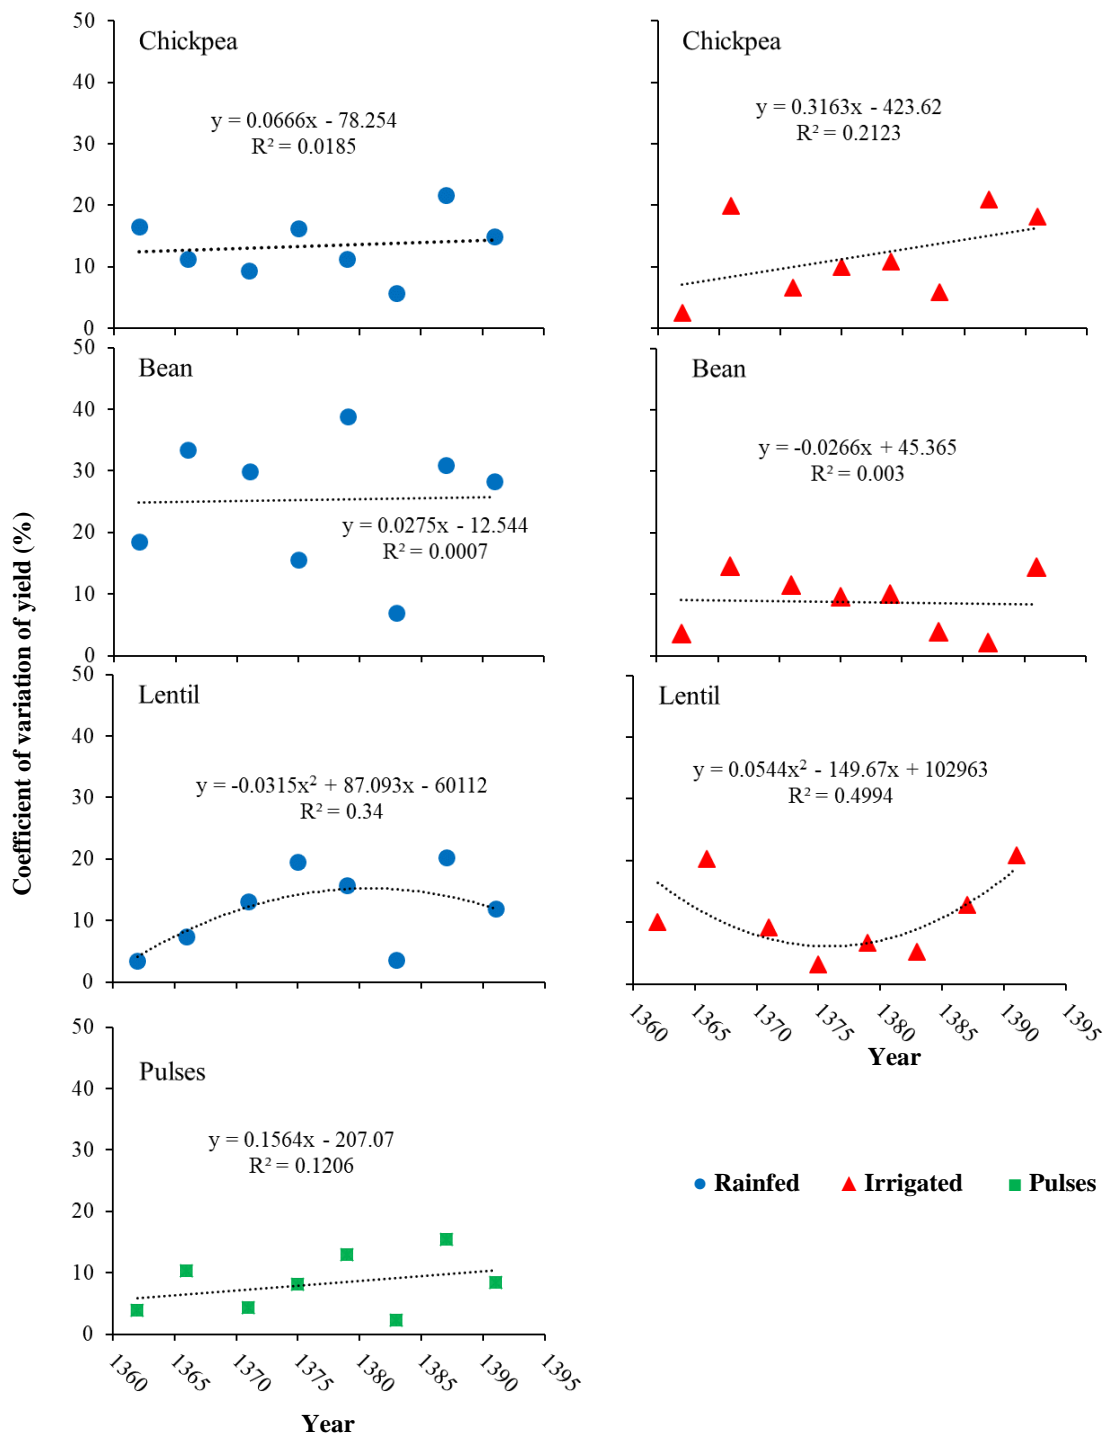 Coefficient of variation of yield (%)
50
40
30
20
10
0
Chickpea
y = 0.0666x - 78.254
R² = 0.0185
Chickpea
y = 0.3163x - 423.62
R² = 0.2123
50
40
30
20
10
0
Bean
y = 0.0275x - 12.544
R² = 0.0007
Bean
y = -0.0266x + 45.365
R² = 0.003
50
40
30
20
10
0
Lentil
y = -0.0315x² + 87.093x - 60112
R² = 0.34
Lentil
y = 0.0544x² - 149.67x + 102963
R² = 0.4994
1360 1365 1370 1375 1380 1385 1390 1395
Year
50
40
30
20
10
0
Pulses
y = 0.1564x - 207.07
R² = 0.1206
1360 1365 1370 1375 1380 1385 1390 1395
Year
Rainfed Irrigated Pulses